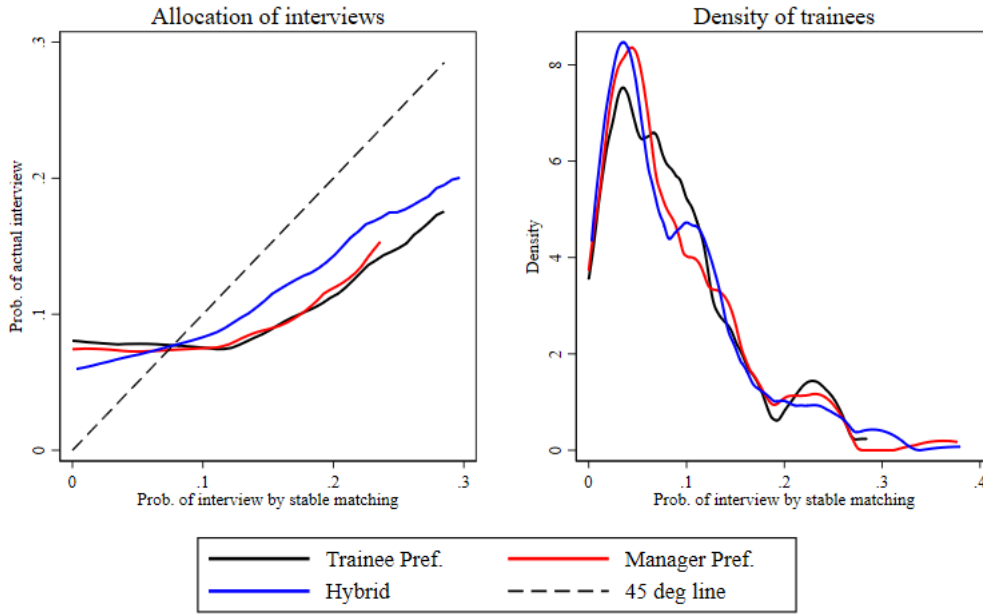 Allocation of interviews
Prob. of actual interview
.3
.2
.1
0
0
.1
.2
.3
Prob. of interview by stable matching
Density of trainees
Density
8
6
4
2
0
0
.1
.2
.3
.4
Prob. of interview by stable matching
Trainee Pref.
Manager Pref.
Hybrid
45 deg line